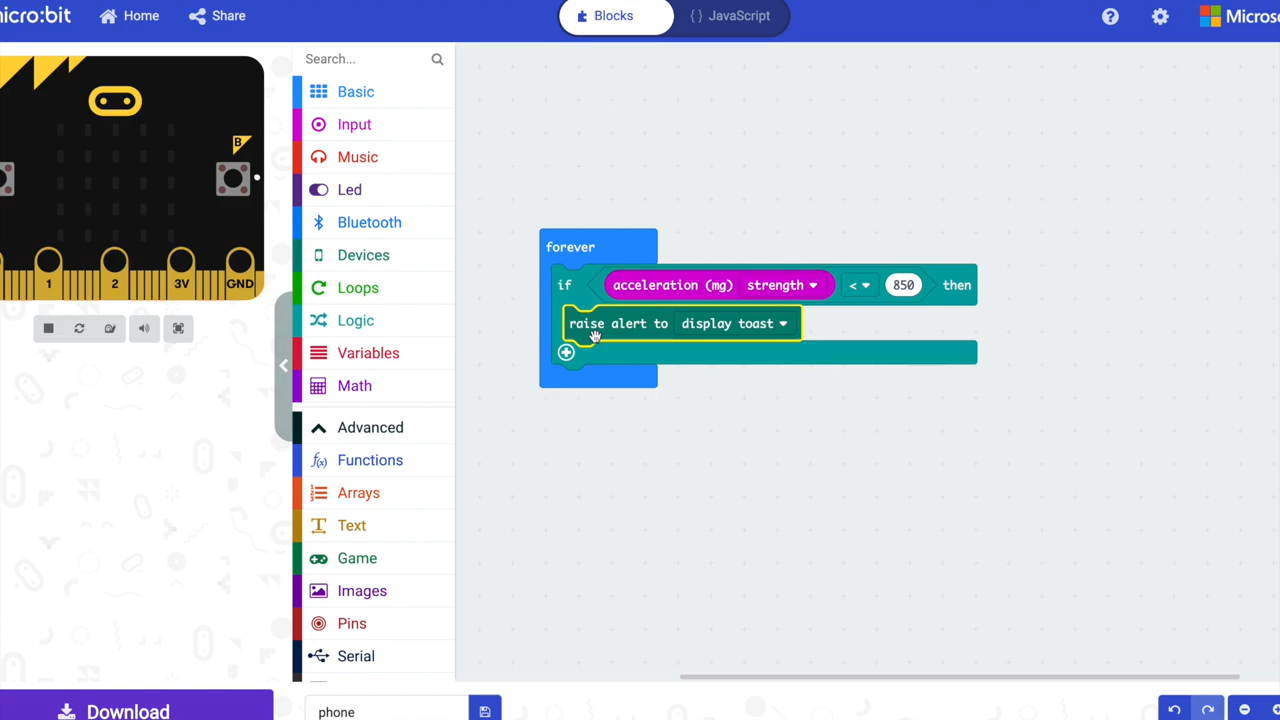 micro:bit
Home
Share
Blocks
{} JavaScript
?
Micros
Search...
Basic
Input
Music
Led
Bluetooth
Devices
Loops
Logic
Variables
Math
Advanced
f(x) Functions
Arrays
T Text
Game
Images
Pins
Serial
B
1 2 3V GND
forever
if acceleration (mg) strength < 850 then
raise alert to display toast
Download
phone